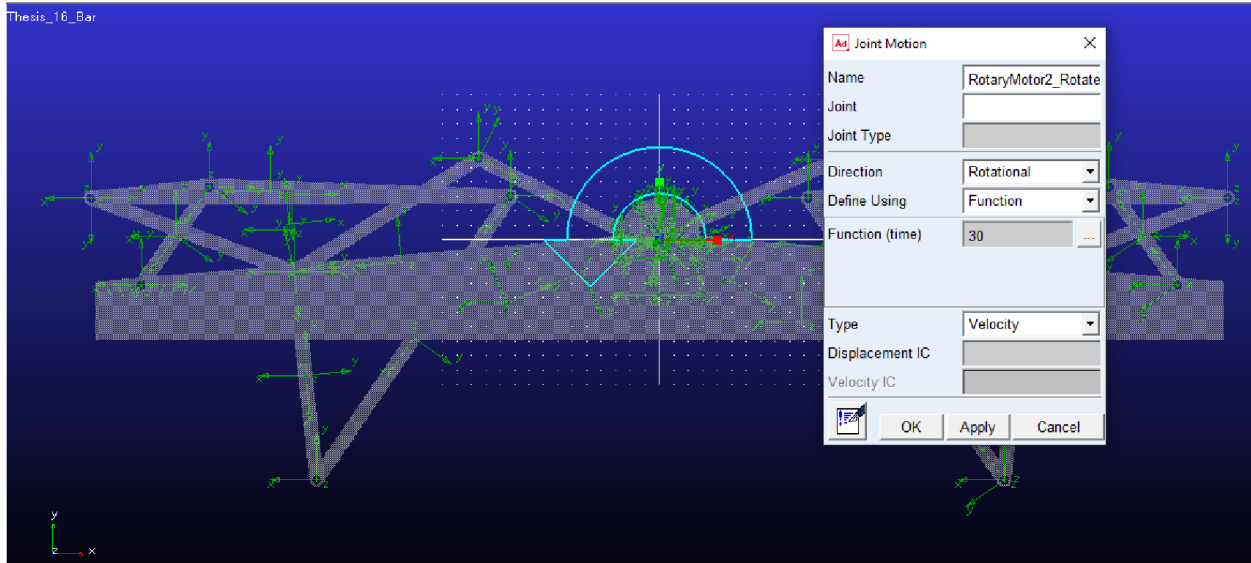 Thesis_16_Bar
Ad Joint Motion
Name RotaryMotor2_Rotate
Joint
Joint Type
Direction Rotational
Define Using Function
Function (time) 30 ...
Type Velocity
Displacement IC
Velocity IC
OK Apply Cancel
y
z x